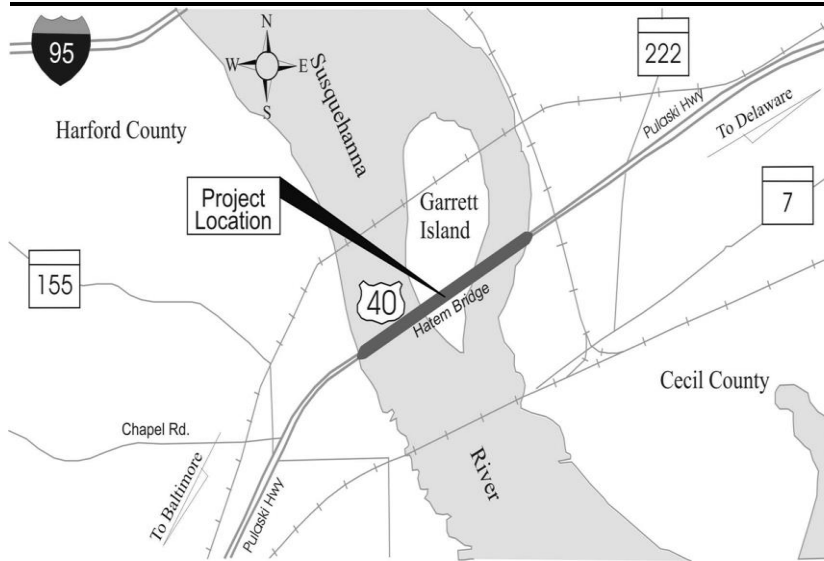 95
N
W
E
S
Susquehanna
222
Pulaski Hwy
To Delaware
Harford County
Project
Location
Garrett
Island
7
155
40
Hatem Bridge
Cecil County
Chapel Rd.
To Baltimore
Pulaski Hwy
River